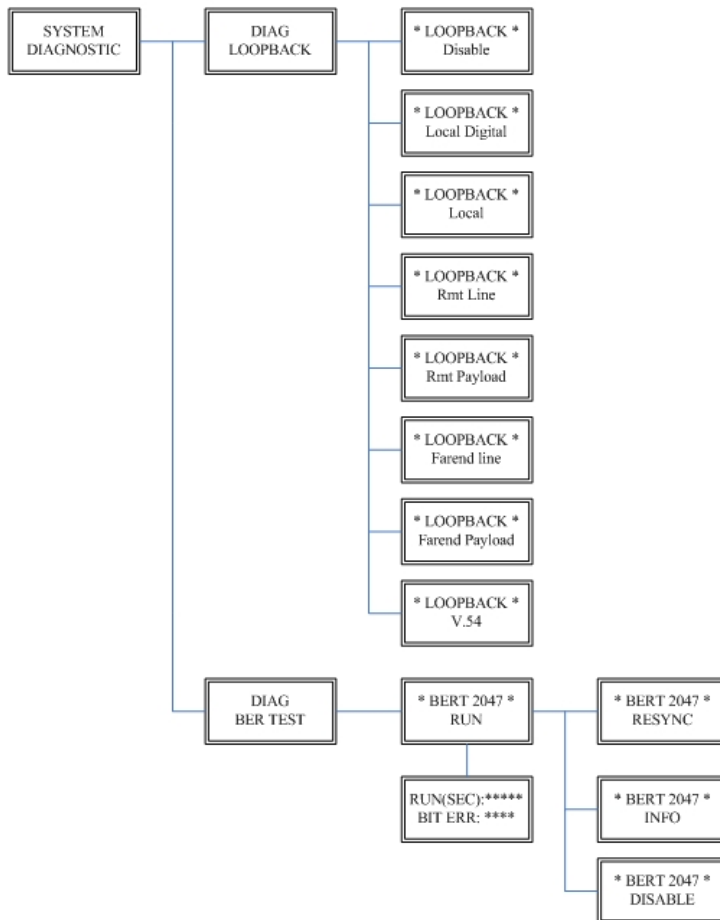 SYSTEM
DIAGNOSTIC
DIAG
LOOPBACK
* LOOPBACK *
Disable
* LOOPBACK *
Local Digital
* LOOPBACK *
Local
* LOOPBACK *
Rmt Line
* LOOPBACK *
Rmt Payload
* LOOPBACK *
Farend line
* LOOPBACK *
Farend Payload
* LOOPBACK *
V.54
DIAG
BER TEST
* BERT 2047 *
RUN
* BERT 2047 *
RESYNC
RUN(SEC):*****
BIT ERR: ****
* BERT 2047 *
INFO
* BERT 2047 *
DISABLE